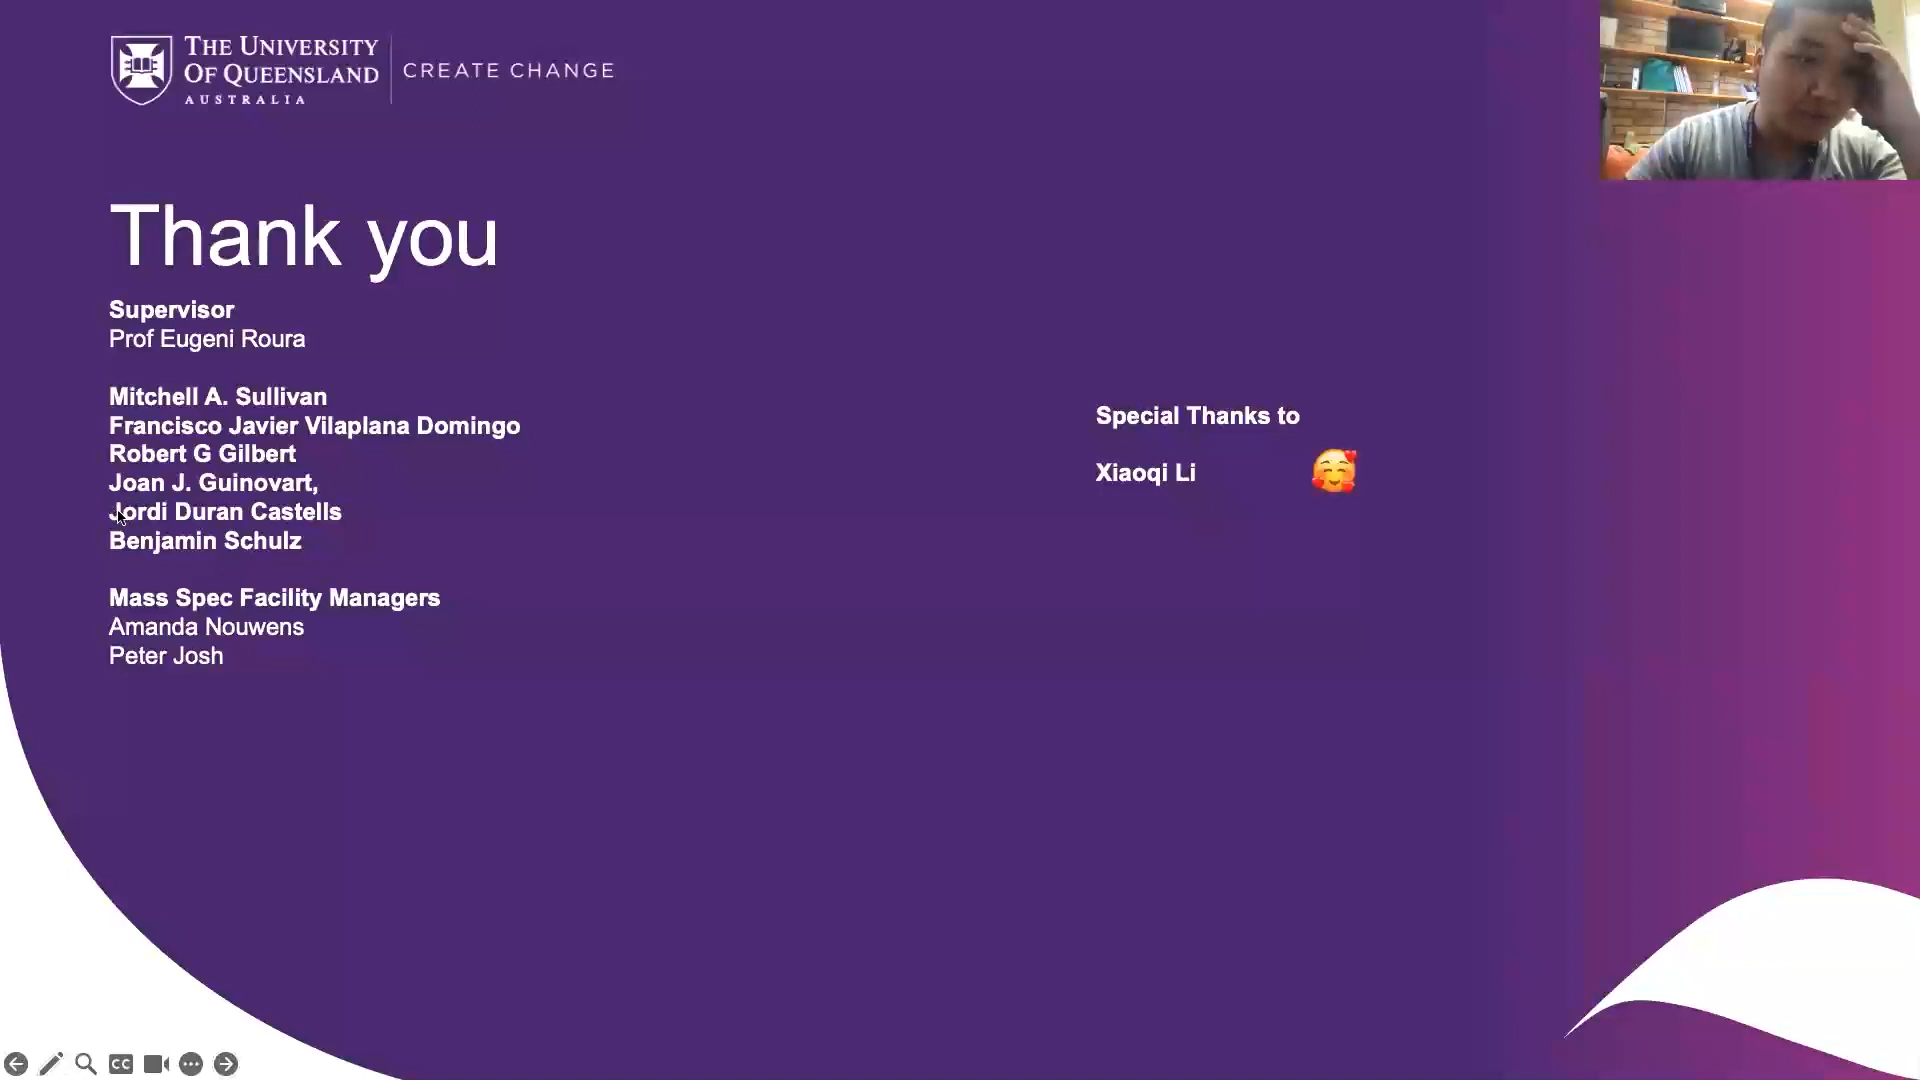 THE UNIVERSITY
OF QUEENSLAND
AUSTRALIA
CREATE CHANGE
Thank you
Supervisor
Prof Eugeni Roura
Mitchell A. Sullivan
Francisco Javier Vilaplana Domingo
Robert G Gilbert
Joan J. Guinovart,
Jordi Duran Castells
Benjamin Schulz
Mass Spec Facility Managers
Amanda Nouwens
Peter Josh
Special Thanks to
Xiaoqi Li
CC